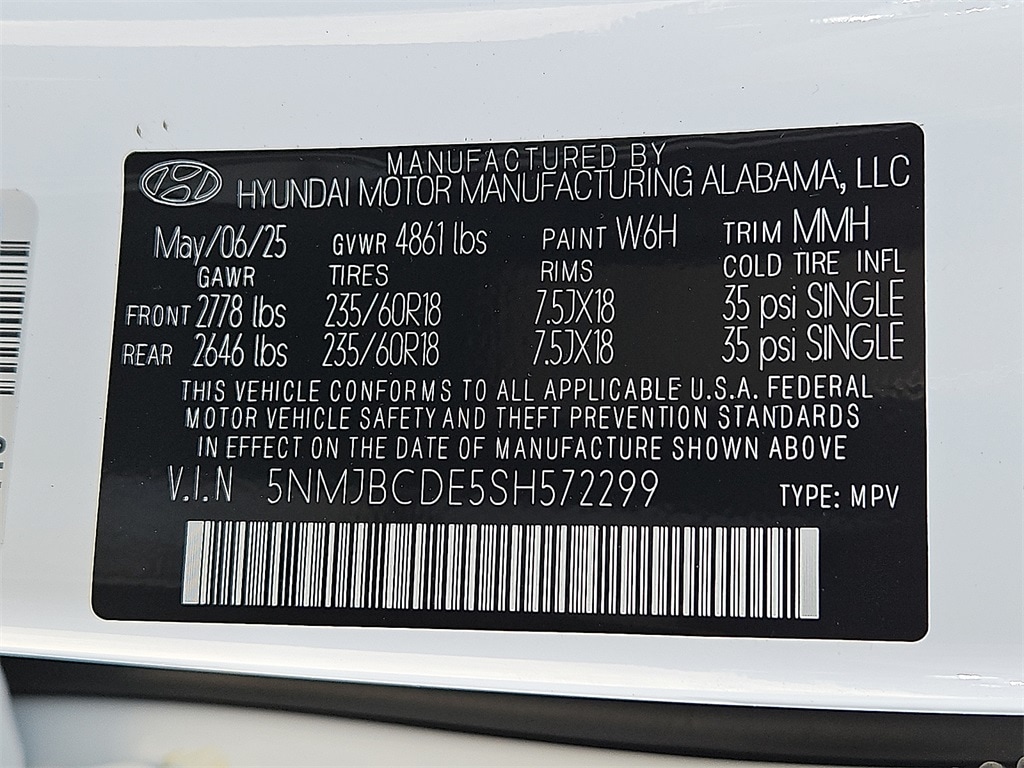 MANUFACTURED BY
HYUNDAI MOTOR MANUFACTURING ALABAMA, LLC
May/06/25 GVWR 4861 lbs PAINT W6H TRIM MMH
GAWR TIRES RIMS COLD TIRE INFL
FRONT 2778 lbs 235/60R18 7.5JX18 35 psi SINGLE
REAR 2646 lbs 235/60R18 7.5JX18 35 psi SINGLE
THIS VEHICLE CONFORMS TO ALL APPLICABLE U.S.A. FEDERAL
MOTOR VEHICLE SAFETY AND THEFT PREVENTION STANDARDS
IN EFFECT ON THE DATE OF MANUFACTURE SHOWN ABOVE
V.I.N 5NMJBCDE5SH572299 TYPE: MPV